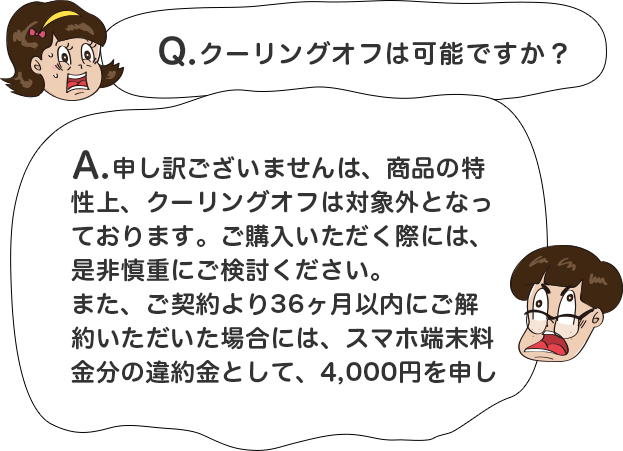 Q.クーリングオフは可能ですか？
A.申し訳ございませんは、商品の特
性上、クーリングオフは対象外となっ
ております。ご購入いただく際には、
是非慎重にご検討ください。
また、ご契約より36ヶ月以内にご解
約いただいた場合には、スマホ端末料
金分の違約金として、4,000円を申し